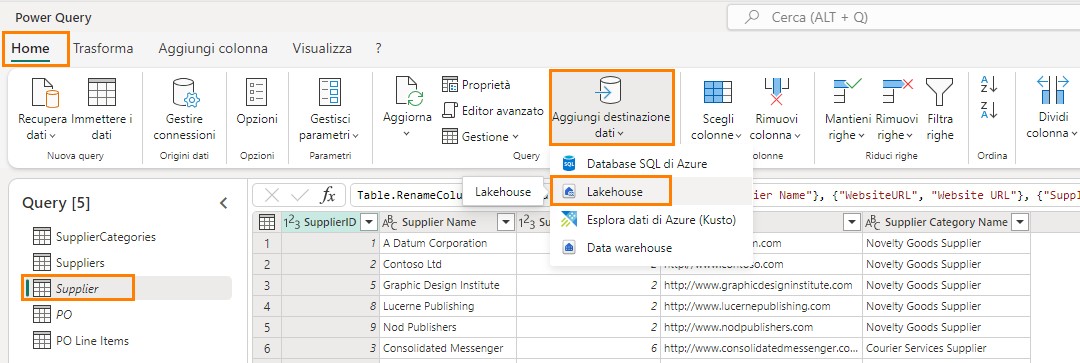 Power Query
Cerca (ALT + Q)
Home Trasforma Aggiungi colonna Visualizza ?
Recupera dati
Immettere i dati
Nuova query
Gestire connessioni
Origini dati
Opzioni
Opzioni
Gestisci parametri
Parametri
Aggiorna
Proprietà
Editor avanzato
Gestione
Query
Aggiungi destinazione dati
Scegli colonne
Rimuovi colonna
Mantieni righe
Rimuovi righe
Filtra righe
Riduci righe
A
Z
Z
A
Ordina
Dividi colonna
Database SQL di Azure
Lakehouse
Esplora dati di Azure (Kusto)
Data warehouse
Lakehouse
Query [5]
SupplierCategories
Suppliers
Supplier
PO
PO Line Items
fx Table.RenameColu ier Name"}, {"WebsiteURL", "Website URL"}, {"Supp
SupplierID Supplier Name Supplier Category Name
1 1 A Datum Corporation .com Novelty Goods Supplier
2 2 Contoso Ltd 2 http://www.contoso.com Novelty Goods Supplier
3 5 Graphic Design Institute 2 http://www.graphicdesigninstitute.com Novelty Goods Supplier
4 8 Lucerne Publishing 2 http://www.lucernepublishing.com Novelty Goods Supplier
5 9 Nod Publishers 2 http://www.nodpublishers.com Novelty Goods Supplier
6 3 Consolidated Messenger 6 http://www.consolidatedmessenger.co... Courier Services Supplier